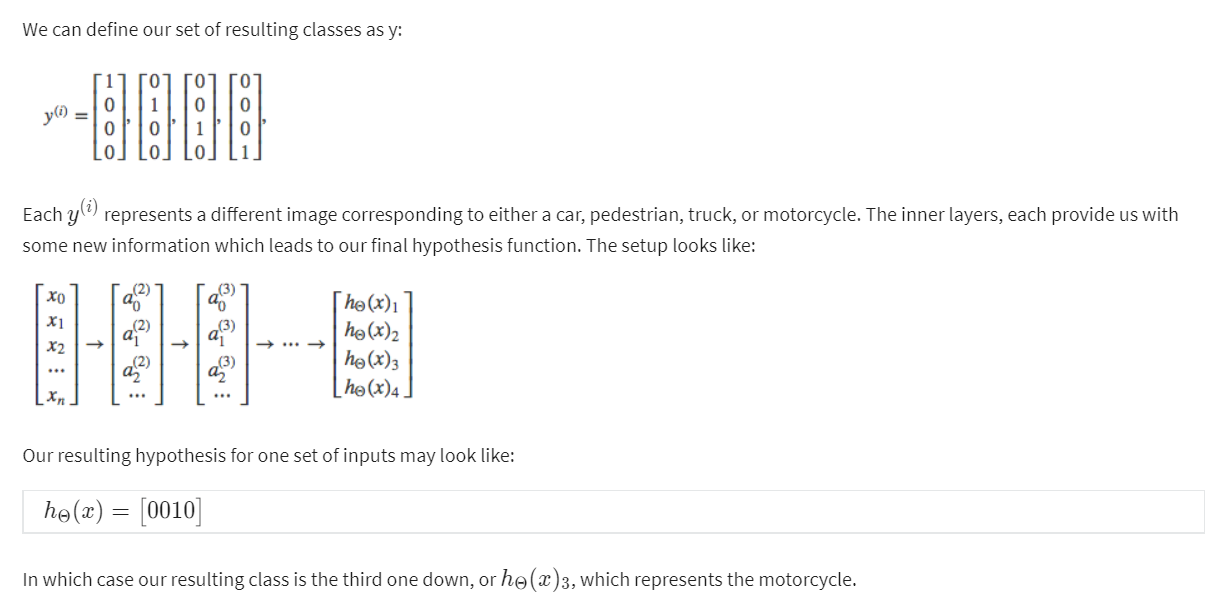 We can define our set of resulting classes as y:
y⁽ⁱ⁾ = [1 0 0 0], [0 1 0 0], [0 0 1 0], [0 0 0 1],
Each y⁽ⁱ⁾ represents a different image corresponding to either a car, pedestrian, truck, or motorcycle. The inner layers, each provide us with
some new information which leads to our final hypothesis function. The setup looks like:
[x₀ x₁ x₂ ... xₙ] → [a₀⁽²⁾ a₁⁽²⁾ a₂⁽²⁾ ...] → [a₀⁽³⁾ a₁⁽³⁾ a₂⁽³⁾ ...] → ... → [hΘ(x)₁ hΘ(x)₂ hΘ(x)₃ hΘ(x)₄]
Our resulting hypothesis for one set of inputs may look like:
hΘ(x) = [0010]
In which case our resulting class is the third one down, or hΘ(x)₃, which represents the motorcycle.